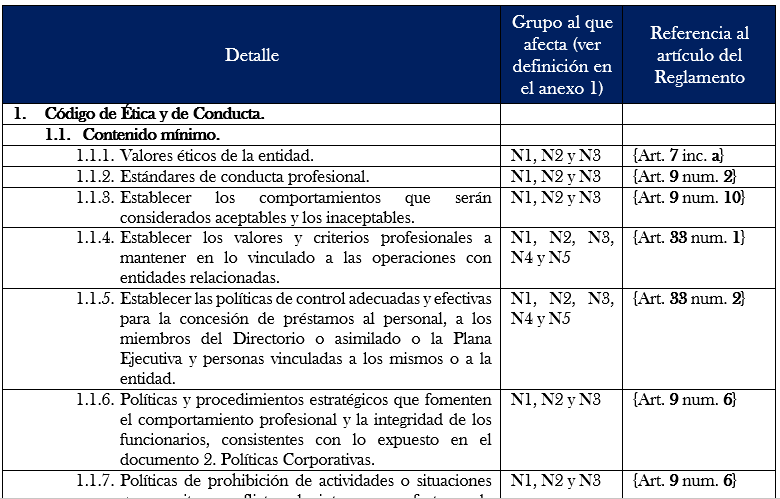 Detalle
Grupo al que
afecta (ver
definición en
el anexo 1)
Referencia al
artículo del
Reglamento
1. Código de Ética y de Conducta.
1.1. Contenido mínimo.
1.1.1. Valores éticos de la entidad.
N1, N2 y N3
{Art. 7 inc. a}
1.1.2. Estándares de conducta profesional.
N1, N2 y N3
{Art. 9 num. 2}
1.1.3. Establecer los comportamientos que serán
considerados aceptables y los inaceptables.
N1, N2 y N3
{Art. 9 num. 10}
1.1.4. Establecer los valores y criterios profesionales a
mantener en lo vinculado a las operaciones con
entidades relacionadas.
N1, N2, N3,
N4 y N5
{Art. 33 num. 1}
1.1.5. Establecer las políticas de control adecuadas y efectivas
para la concesión de préstamos al personal, a los
miembros del Directorio o asimilado o la Plana
Ejecutiva y personas vinculadas a los mismos o a la
entidad.
N1, N2, N3,
N4 y N5
{Art. 33 num. 2}
1.1.6. Políticas y procedimientos estratégicos que fomenten
el comportamiento profesional y la integridad de los
funcionarios, consistentes con lo expuesto en el
documento 2. Políticas Corporativas.
N1, N2 y N3
{Art. 9 num. 6}
1.1.7. Políticas de prohibición de actividades o situaciones
N1, N2 y N3
{Art. 9 num. 6}